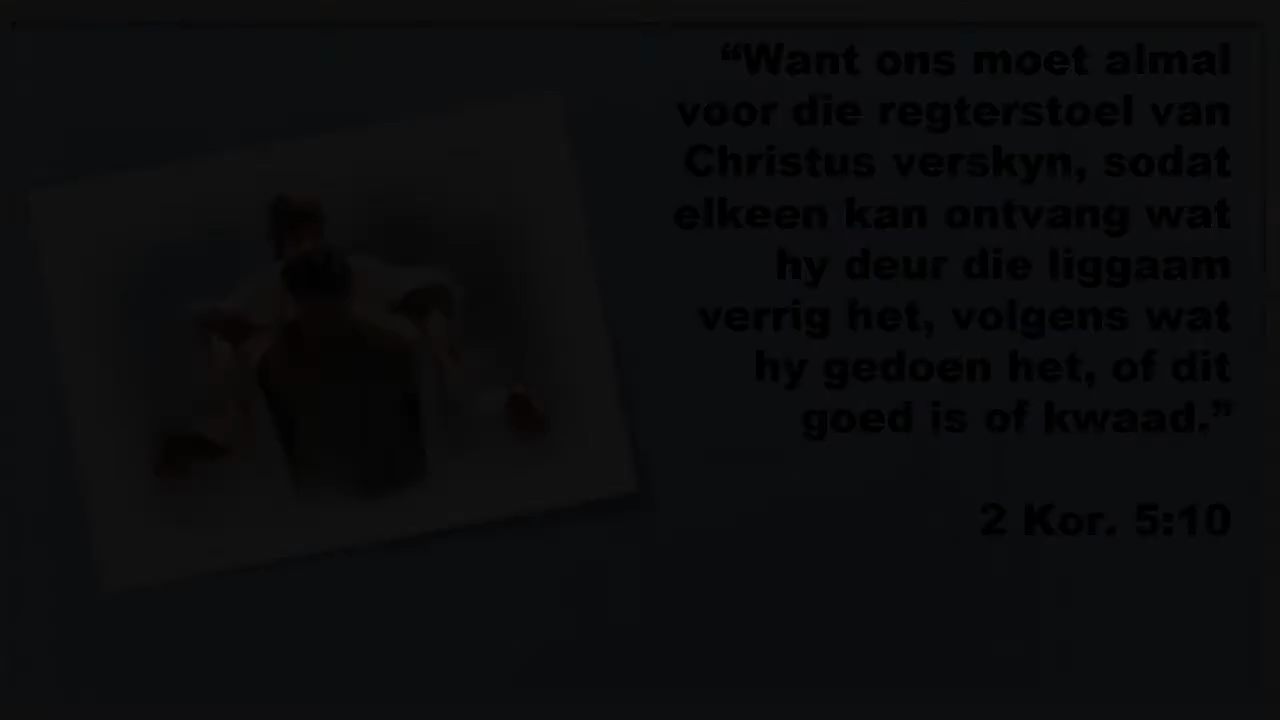 “Want ons moet almal
voor die regterstoel van
Christus verskyn, sodat
elkeen kan ontvang wat
hy deur die liggaam
verrig het, volgens wat
hy gedoen het, of dit
goed is of kwaad.”
2 Kor. 5:10